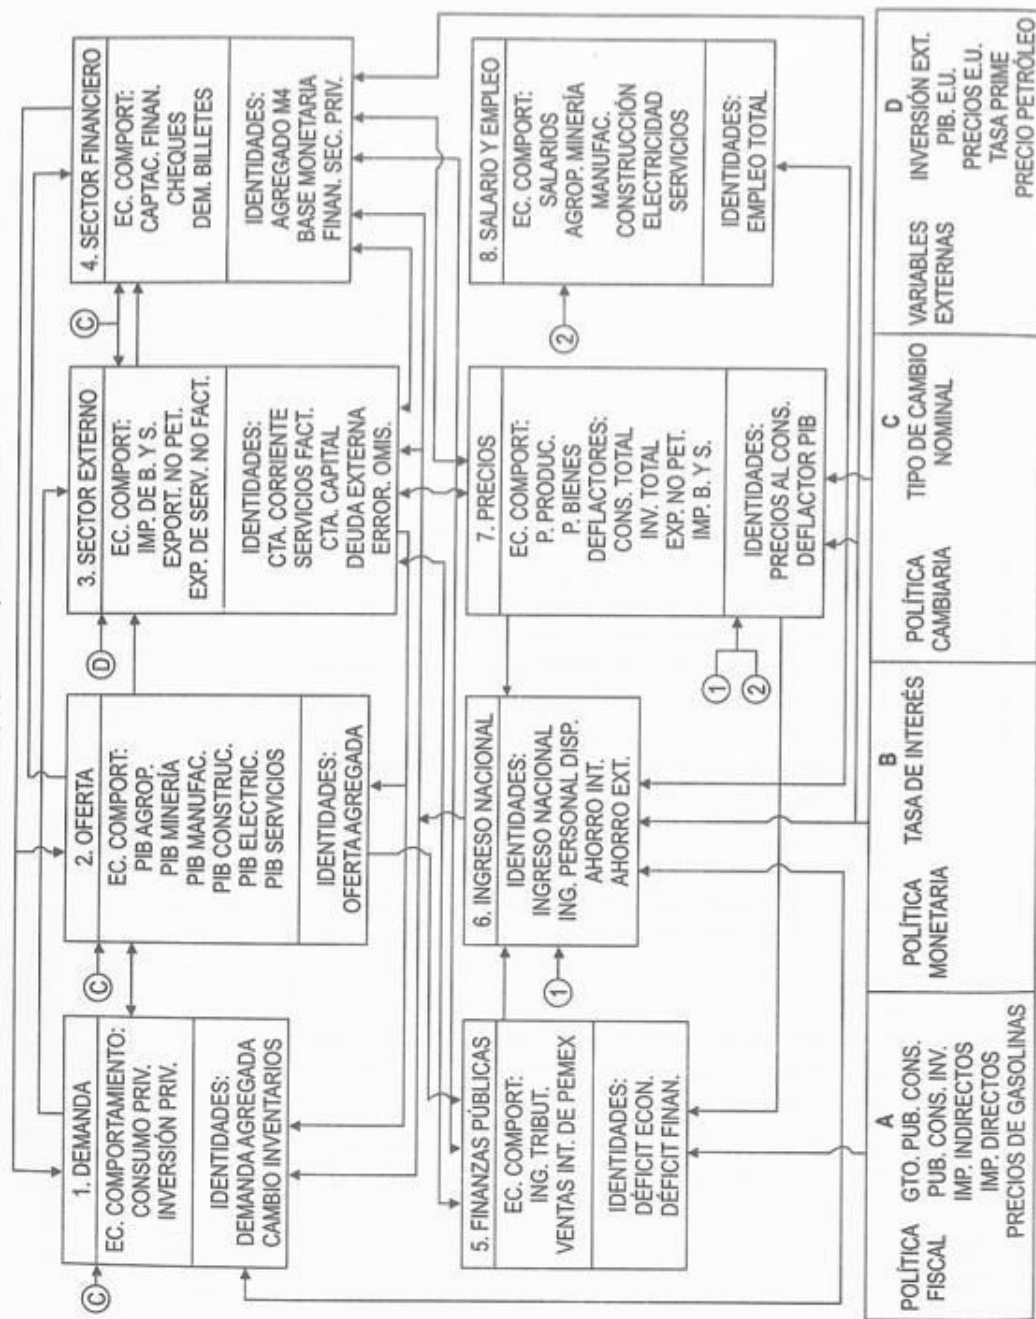 1. DEMANDA
EC. COMPORTAMIENTO:
CONSUMO PRIV.
INVERSIÓN PRIV.
IDENTIDADES:
DEMANDA AGREGADA
CAMBIO INVENTARIOS
C
2. OFERTA
EC. COMPORT:
PIB AGROP.
PIB MINERÍA
PIB MANUFAC.
PIB CONSTRUC.
PIB ELECTRIC.
PIB SERVICIOS
IDENTIDADES:
OFERTA AGREGADA
C
3. SECTOR EXTERNO
EC. COMPORT:
IMP. DE B. Y S.
EXPORT. NO PET.
EXP. DE SERV. NO FACT.
IDENTIDADES:
CTA. CORRIENTE
SERVICIOS FACT.
CTA. CAPITAL
DEUDA EXTERNA
ERROR. OMIS.
D
4. SECTOR FINANCIERO
EC. COMPORT:
CAPTAC. FINAN.
CHEQUES
DEM. BILLETES
IDENTIDADES:
AGREGADO M4
BASE MONETARIA
FINAN. SEC. PRIV.
C
5. FINANZAS PÚBLICAS
EC. COMPORT:
ING. TRIBUT.
VENTAS INT. DE PEMEX
IDENTIDADES:
DÉFICIT ECON.
DÉFICIT FINAN.
6. INGRESO NACIONAL
IDENTIDADES:
INGRESO NACIONAL
ING. PERSONAL DISP.
AHORRO INT.
AHORRO EXT.
1
7. PRECIOS
EC. COMPORT:
P. PRODUC.
P. BIENES
DEFLACTORES:
CONS. TOTAL
INV. TOTAL
EXP. NO PET.
IMP. B. Y S.
IDENTIDADES:
PRECIOS AL CONS.
DEFLACTOR PIB
1
2
8. SALARIO Y EMPLEO
EC. COMPORT:
SALARIOS
AGROP. MINERÍA
MANUFAC.
CONSTRUCCIÓN
ELECTRICIDAD
SERVICIOS
IDENTIDADES:
EMPLEO TOTAL
2
A
POLÍTICA
FISCAL
GTO. PUB. CONS.
PUB. CONS. INV.
IMP. INDIRECTOS
IMP. DIRECTOS
PRECIOS DE GASOLINAS
B
POLÍTICA
MONETARIA
TASA DE INTERÉS
C
POLÍTICA
CAMBIARIA
TIPO DE CAMBIO
NOMINAL
D
VARIABLES
EXTERNAS
INVERSIÓN EXT.
PIB. E.U.
PRECIOS E.U.
TASA PRIME
PRECIO PETRÓLEO